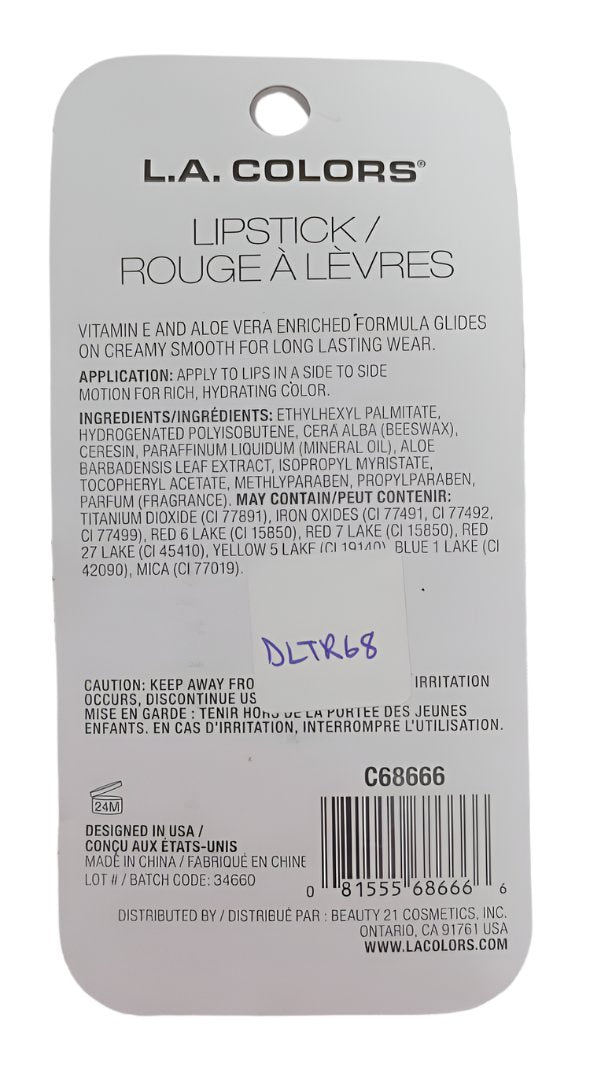 L.A. COLORS®
LIPSTICK /
ROUGE À LÈVRES
VITAMIN E AND ALOE VERA ENRICHED FORMULA GLIDES
ON CREAMY SMOOTH FOR LONG LASTING WEAR.
APPLICATION: APPLY TO LIPS IN A SIDE TO SIDE
MOTION FOR RICH, HYDRATING COLOR.
INGREDIENTS/INGRÉDIENTS: ETHYLHEXYL PALMITATE,
HYDROGENATED POLYISOBUTENE, CERA ALBA (BEESWAX),
CERESIN, PARAFFINUM LIQUIDUM (MINERAL OIL), ALOE
BARBADENSIS LEAF EXTRACT, ISOPROPYL MYRISTATE,
TOCOPHERYL ACETATE, METHLYPARABEN, PROPYLPARABEN,
PARFUM (FRAGRANCE). MAY CONTAIN/PEUT CONTENIR:
TITANIUM DIOXIDE (CI 77891), IRON OXIDES (CI 77491, CI 77492,
CI 77499), RED 6 LAKE (CI 15850), RED 7 LAKE (CI 15850), RED
27 LAKE (CI 45410), YELLOW 5 LAKE (CI 19140), BLUE 1 LAKE (CI
42090), MICA (CI 77019).
DLTR68
CAUTION: KEEP AWAY FRO IRRITATION
OCCURS, DISCONTINUE US
MISE EN GARDE : TENIR HORS DE LA PORTÉE DES JEUNES
ENFANTS. EN CAS D'IRRITATION, INTERROMPRE L'UTILISATION.
C68666
24M
DESIGNED IN USA /
CONÇU AUX ÉTATS-UNIS
MADE IN CHINA / FABRIQUÉ EN CHINE
LOT # / BATCH CODE: 34660
0 81555 68666 6
DISTRIBUTED BY / DISTRIBUÉ PAR : BEAUTY 21 COSMETICS, INC.
ONTARIO, CA 91761 USA
WWW.LACOLORS.COM